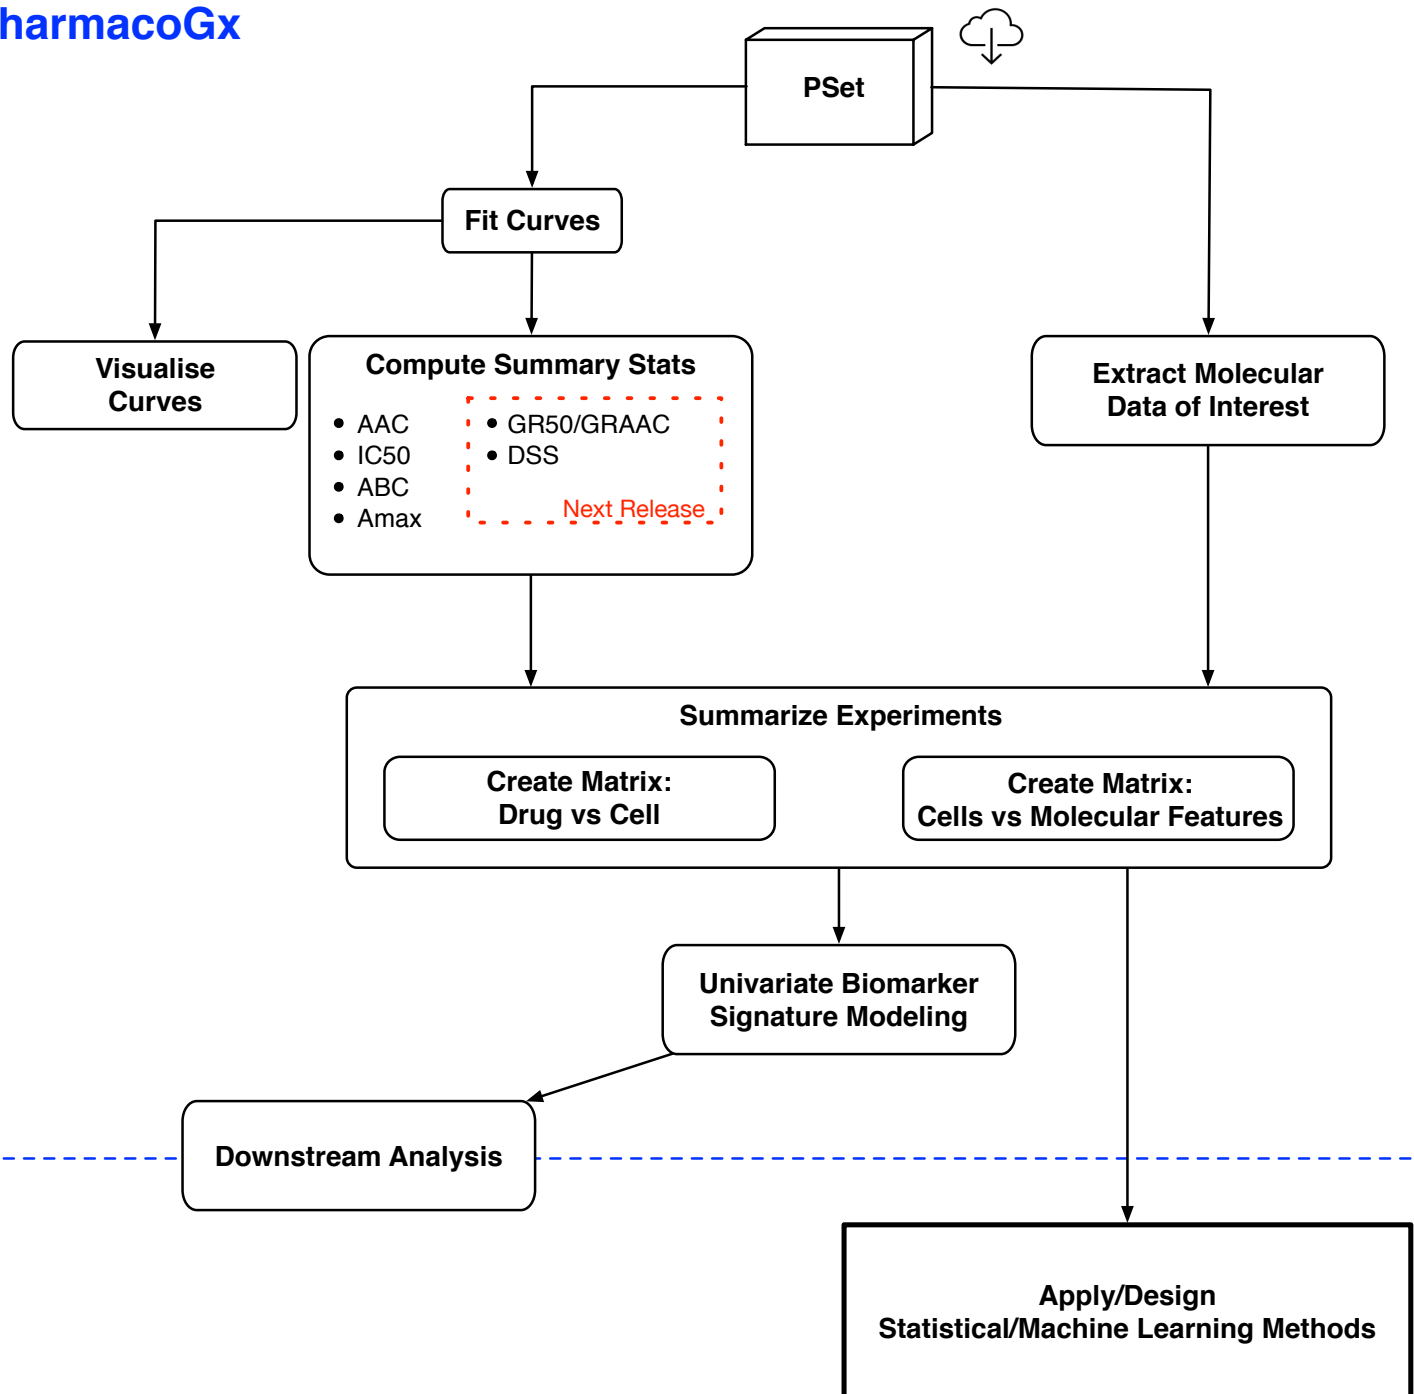 harmacoGx
PSet
Fit Curves
Visualise
Curves
Compute Summary Stats
• AAC
• IC50
• ABC
• Amax
• GR50/GRAAC
• DSS
Next Release
Extract Molecular
Data of Interest
Summarize Experiments
Create Matrix:
Drug vs Cell
Create Matrix:
Cells vs Molecular Features
Univariate Biomarker
Signature Modeling
Downstream Analysis
Apply/Design
Statistical/Machine Learning Methods